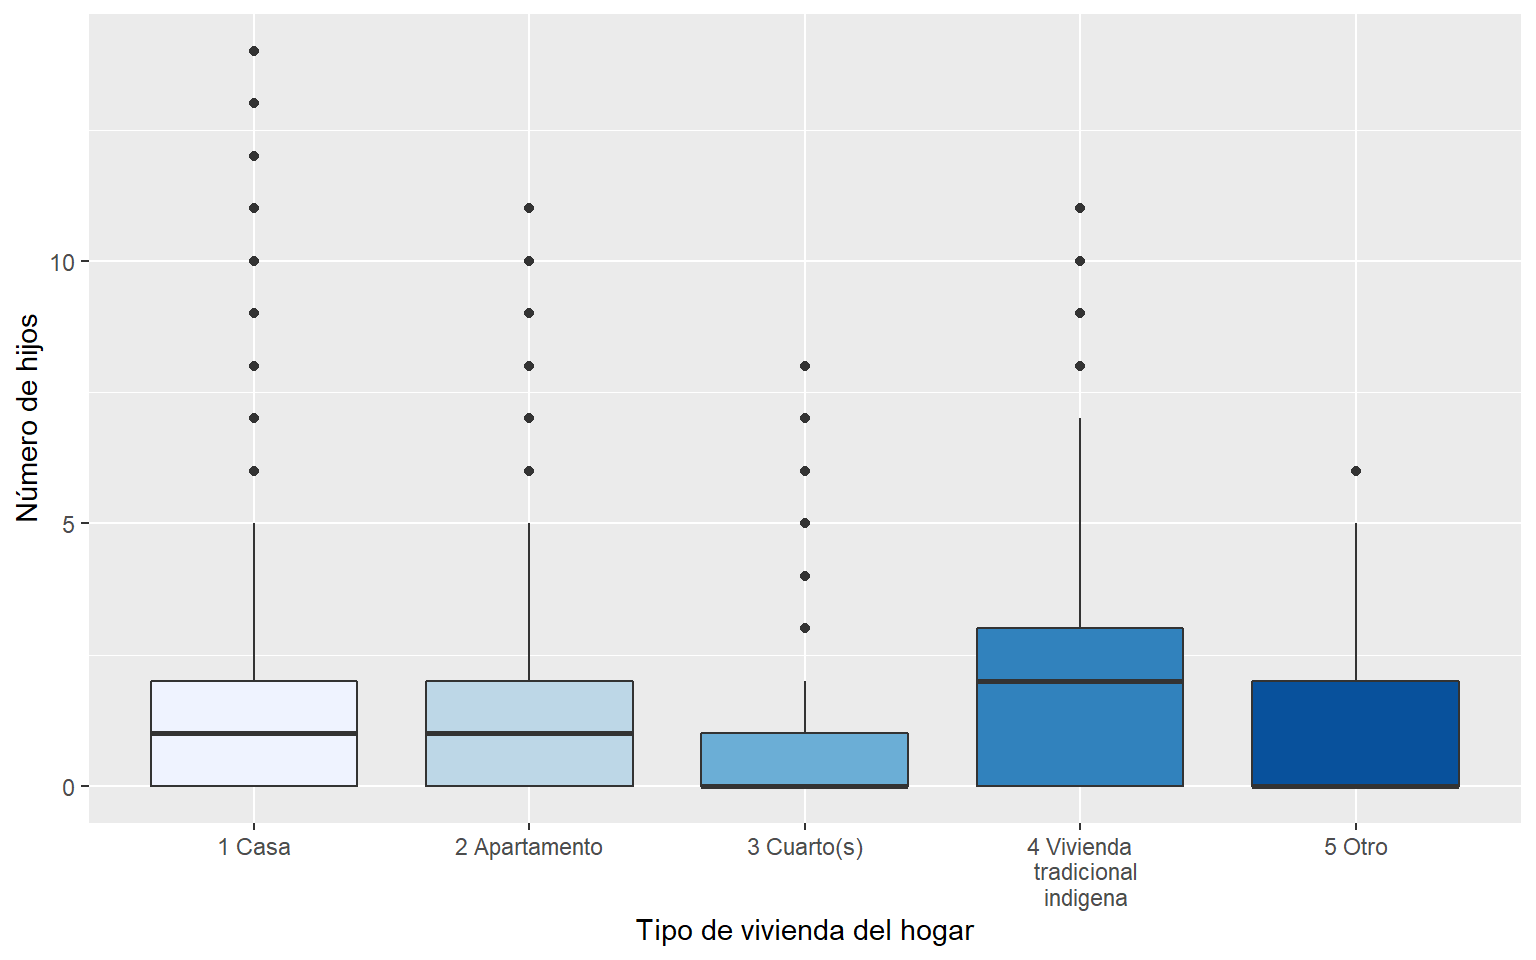 Número de hijos
10
5
0
1 Casa
2 Apartamento
3 Cuarto(s)
4 Vivienda
tradicional
indigena
5 Otro
Tipo de vivienda del hogar